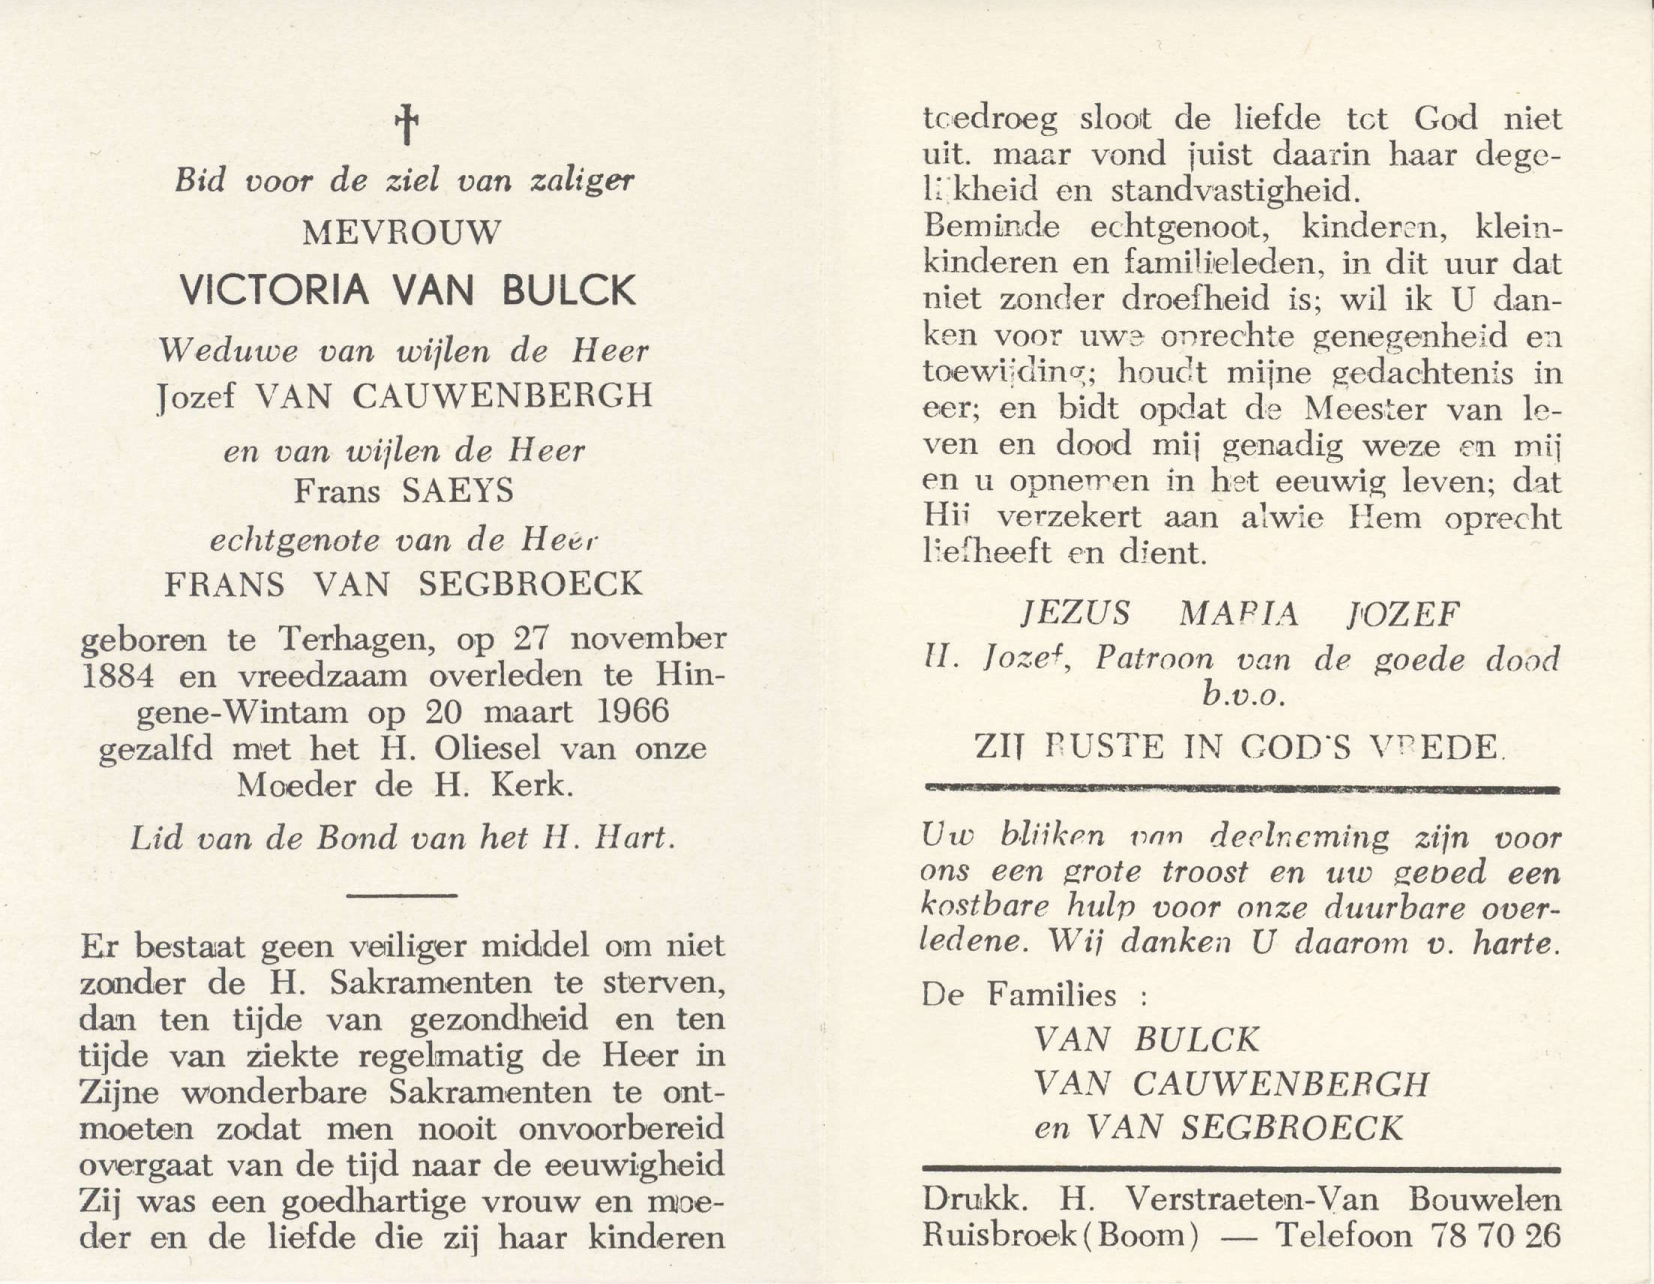 Bid voor de ziel van zaliger
MEVROUW
VICTORIA VAN BULCK
Weduwe van wijlen de Heer
Jozef VAN CAUWENBERGH
en van wijlen de Heer
Frans SAEYS
echtgenote van de Heer
FRANS VAN SEGBROECK
geboren te Terhagen, op 27 november
1884 en vreedzaam overleden te Hin-
gene-Wintam op 20 maart 1966
gezalfd met het H. Oliesel van onze
Moeder de H. Kerk.
Lid van de Bond van het H. Hart.
Er bestaat geen veiliger middel om niet
zonder de H. Sakramenten te sterven,
dan ten tijde van gezondheid en ten
tijde van ziekte regelmatig de Heer in
Zijne wonderbare Sakramenten te ont-
moeten zodat men nooit onvoorbereid
overgaat van de tijd naar de eeuwigheid
Zij was een goedhartige vrouw en moe-
der en de liefde die zij haar kinderen
toedroeg sloot de liefde tot God niet
uit. maar vond juist daarin haar dege-
lijkheid en standvastigheid.
Beminde echtgenoot, kinderen, klein-
kinderen en familieleden, in dit uur dat
niet zonder droefheid is; wil ik U dan-
ken voor uwe oprechte genegenheid en
toewijding; houdt mijne gedachtenis in
eer; en bidt opdat de Meester van le-
ven en dood mij genadig weze en mij
en u opnemen in het eeuwig leven; dat
Hij verzekert aan alwie Hem oprecht
liefheeft en dient.
JEZUS MARIA JOZEF
H. Jozef, Patroon van de goede dood
b.v.o.
ZIJ RUSTE IN GOD'S VREDE.
Uw blijken van deelneming zijn voor
ons een grote troost en uw gebed een
kostbare hulp voor onze duurbare over-
ledene. Wij danken U daarom v. harte.
De Families :
VAN BULCK
VAN CAUWENBERGH
en VAN SEGBROECK
Drukk. H. Verstraeten-Van Bouwelen
Ruisbroek (Boom) — Telefoon 78 70 26